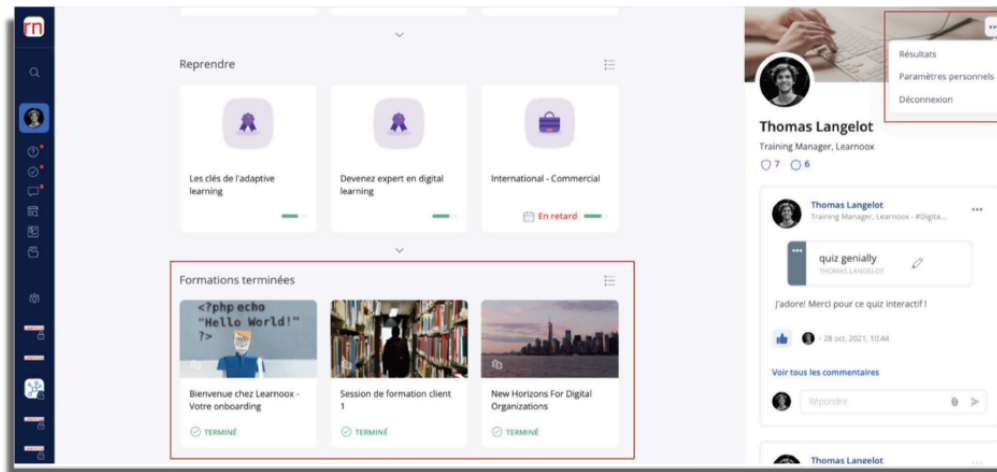 rn
Reprendre
Les clés de l'adaptive
learning
Devenez expert en digital
learning
International - Commercial
En retard
Formations terminées
<?php echo
"Hello World!"
?>
Bienvenue chez Learnoox -
Votre onboarding
TERMINÉ
Session de formation client
1
TERMINÉ
New Horizons For Digital
Organizations
TERMINÉ
Résultats
Paramètres personnels
Déconnexion
Thomas Langelot
Training Manager, Learnoox
7 6
Thomas Langelot
Training Manager, Learnoox - #Digita...
quiz genially
THOMAS LANGELOT
J'adore! Merci pour ce quiz interactif !
- 28 oct. 2021, 10:44
Voir tous les commentaires
Répondre
Thomas Langelot